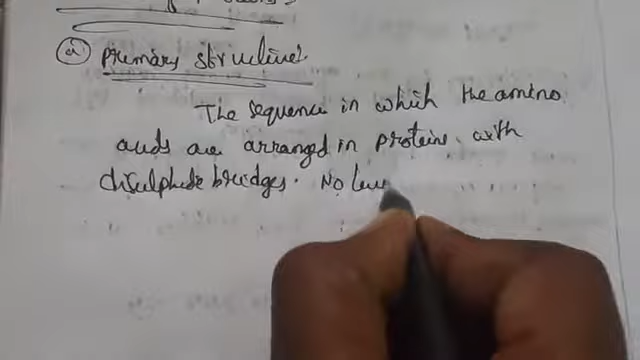 (a) primary structure:
The sequence in which the amino
acids are arranged in proteins with
disulphide bridges. No